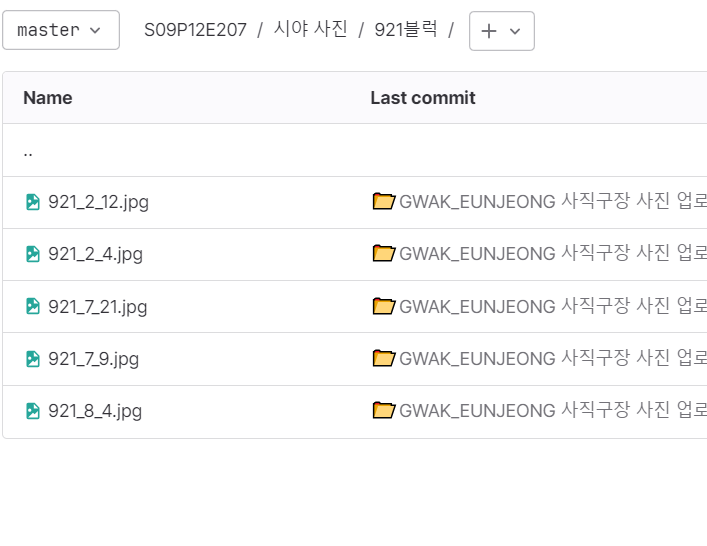 master S09P12E207 / 시야 사진 / 921블럭 /
Name Last commit
..
921_2_12.jpg GWAK_EUNJEONG 사직구장 사진 업로
921_2_4.jpg GWAK_EUNJEONG 사직구장 사진 업로
921_7_21.jpg GWAK_EUNJEONG 사직구장 사진 업로
921_7_9.jpg GWAK_EUNJEONG 사직구장 사진 업로
921_8_4.jpg GWAK_EUNJEONG 사직구장 사진 업로